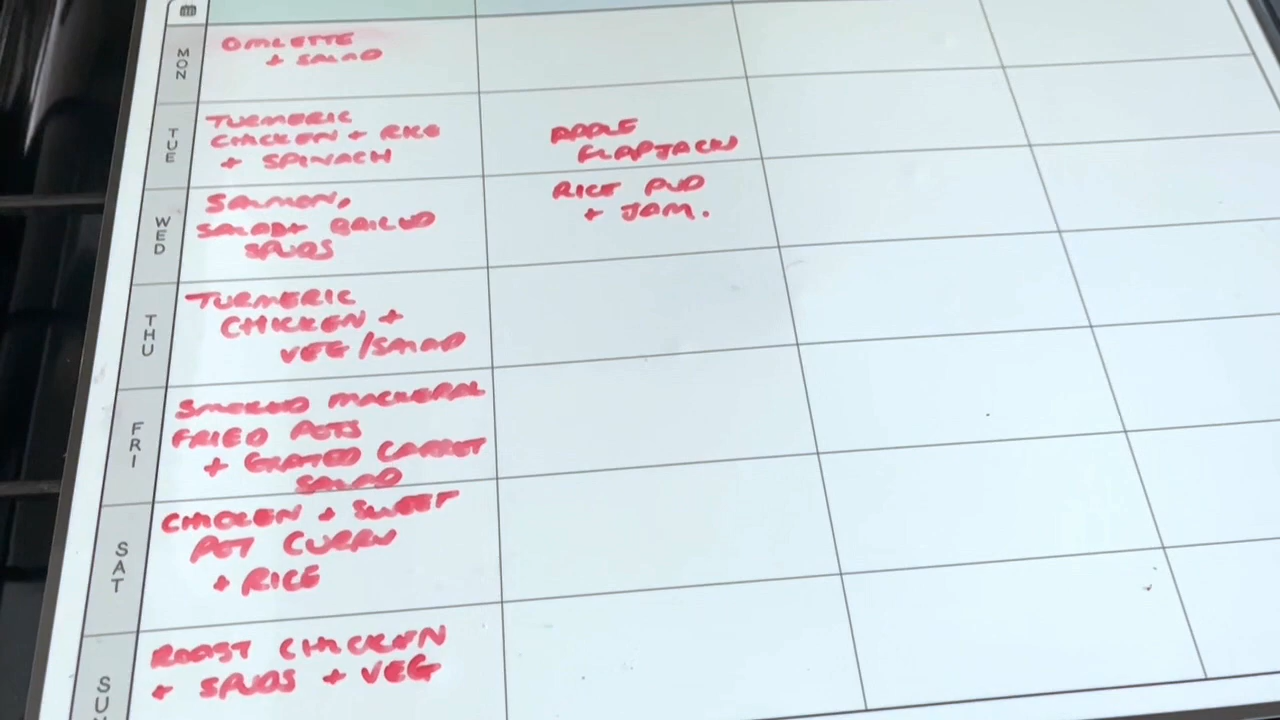 MON
OMLETTE
+ SALAD
TUE
TURMERIC
CHICKEN + RICE
+ SPINACH
APPLE
FLAPJACKS
WED
SALMON,
SALAD + BOILED
SPUDS
RICE PUD
+ JAM.
THU
TURMERIC
CHICKEN +
VEG/SALAD
FRI
SMOKED MACKERAL
FRIED POTS
+ GRATED CARROT
SALAD
SAT
CHICKEN + SWEET
POT CURRY
+ RICE
SU
ROAST CHICKEN
+ SPUDS + VEG